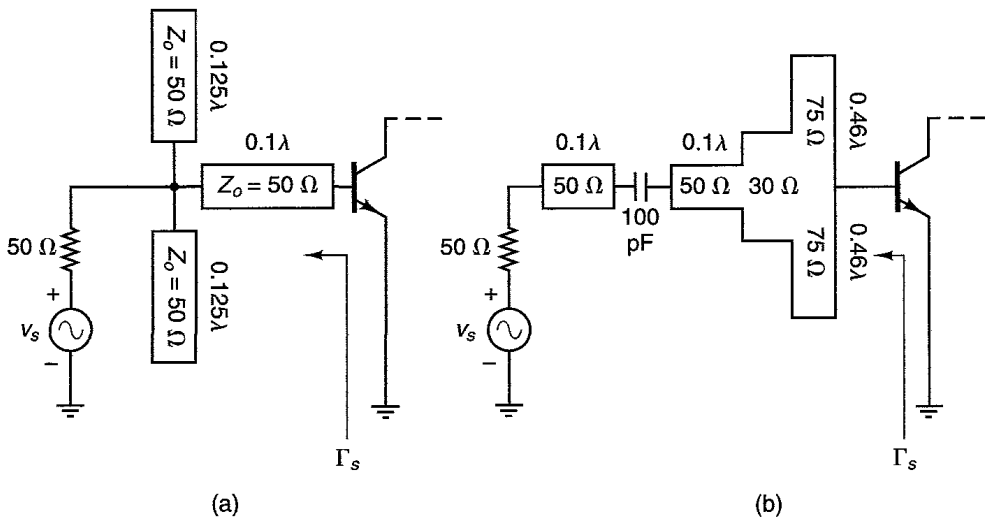 Z_o = 50 Ω
0.125λ
0.1λ
Z_o = 50 Ω
50 Ω
+
v_s
−
Z_o = 50 Ω
0.125λ
Γ_s
(a)
0.1λ
50 Ω
100
pF
0.1λ
50 Ω
30 Ω
75 Ω
0.46λ
75 Ω
0.46λ
50 Ω
+
v_s
−
Γ_s
(b)